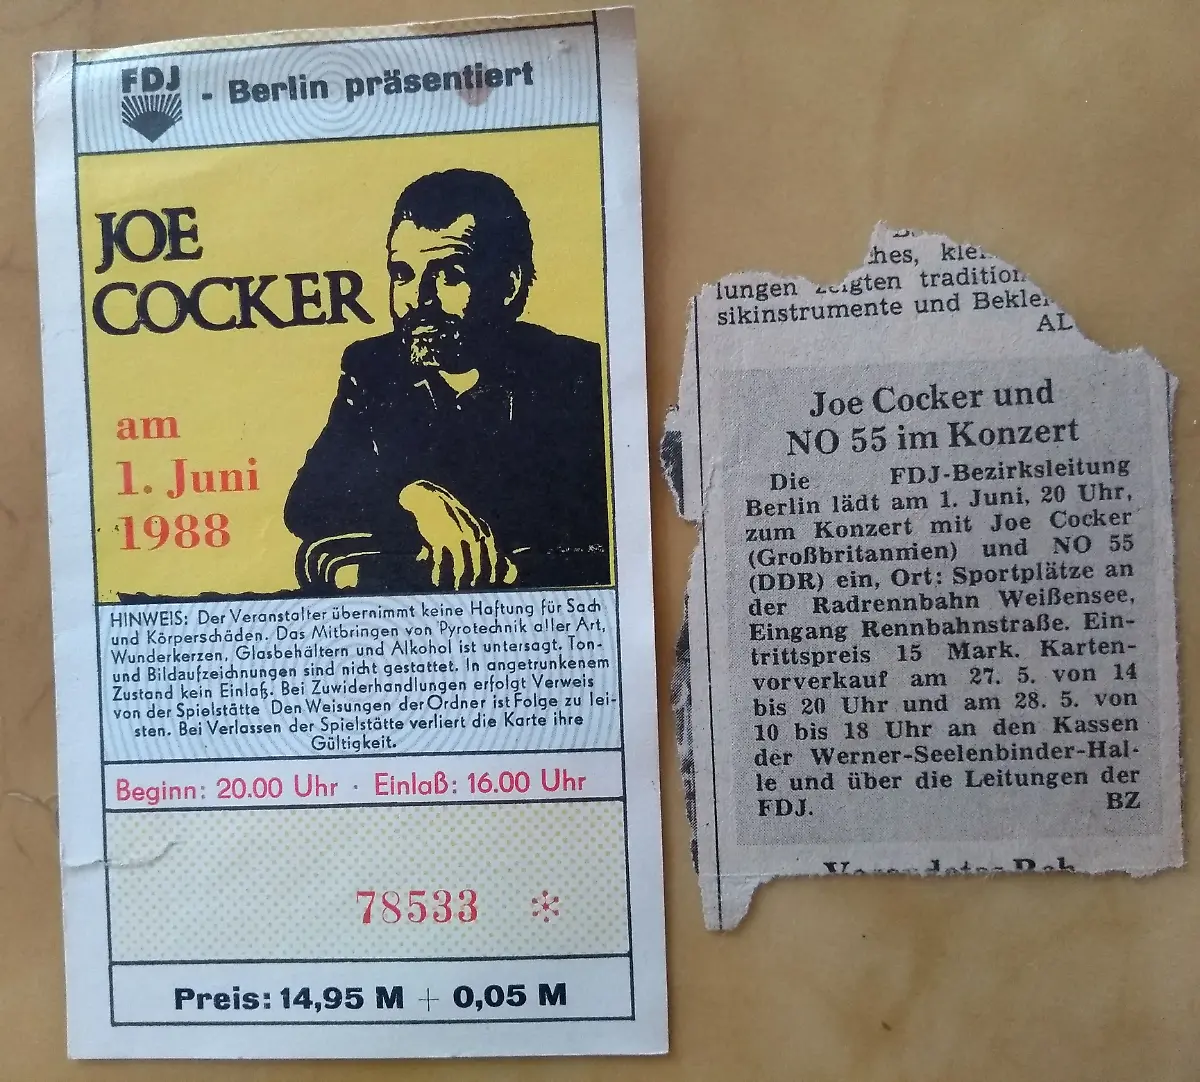 FDJ - Berlin präsentiert
JOE
COCKER
am
1. Juni
1988
HINWEIS: Der Veranstalter übernimmt keine Haftung für Sach
und Körperschäden. Das Mitbringen von Pyrotechnik aller Art,
Wunderkerzen, Glasbehältern und Alkohol ist untersagt. Ton-
und Bildaufzeichnungen sind nicht gestattet. In angetrunkenem
Zustand kein Einlaß. Bei Zuwiderhandlungen erfolgt Verweis
von der Spielstätte Den Weisungen der Ordner ist Folge zu lei-
sten. Bei Verlassen der Spielstätte verliert die Karte ihre
Gültigkeit.
Beginn: 20.00 Uhr · Einlaß: 16.00 Uhr
78533 *
Preis: 14,95 M + 0,05 M
lungen zeigten tradition
sikinstrumente und Bekle
AL
Joe Cocker und
NO 55 im Konzert
Die FDJ-Bezirksleitung
Berlin lädt am 1. Juni, 20 Uhr,
zum Konzert mit Joe Cocker
(Großbritannien) und NO 55
(DDR) ein, Ort: Sportplätze an
der Radrennbahn Weißensee,
Eingang Rennbahnstraße. Ein-
trittspreis 15 Mark. Karten-
vorverkauf am 27. 5. von 14
bis 20 Uhr und am 28. 5. von
10 bis 18 Uhr an den Kassen
der Werner-Seelenbinder-Hal-
le und über die Leitungen der
FDJ. BZ